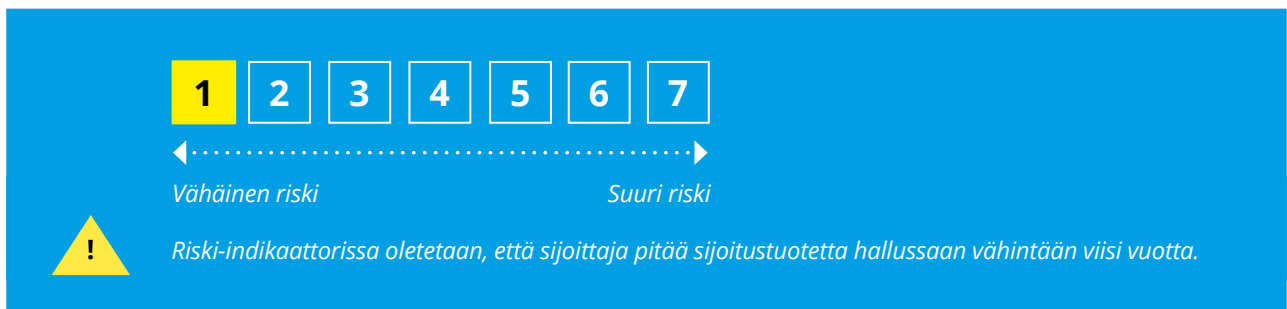 1 2 3 4 5 6 7
Vähäinen riski Suuri riski
! Riski-indikaattorissa oletetaan, että sijoittaja pitää sijoitustuotetta hallussaan vähintään viisi vuotta.